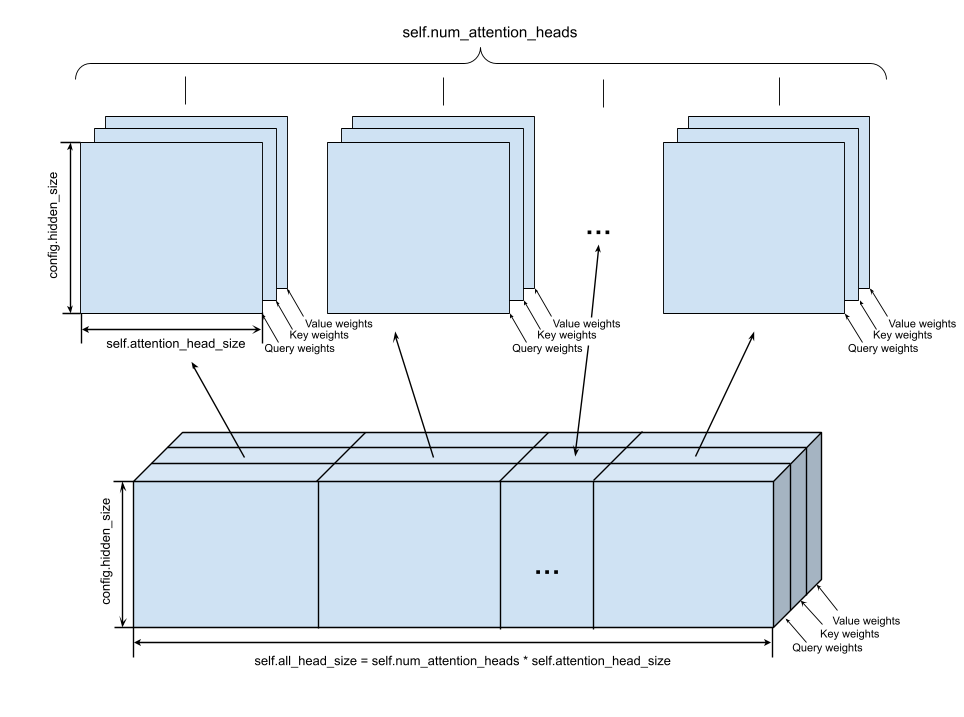 self.num_attention_heads
config.hidden_size
...
Value weights
Key weights
Query weights
self.attention_head_size
Value weights
Key weights
Query weights
Value weights
Key weights
Query weights
config.hidden_size
...
Value weights
Key weights
Query weights
self.all_head_size = self.num_attention_heads * self.attention_head_size